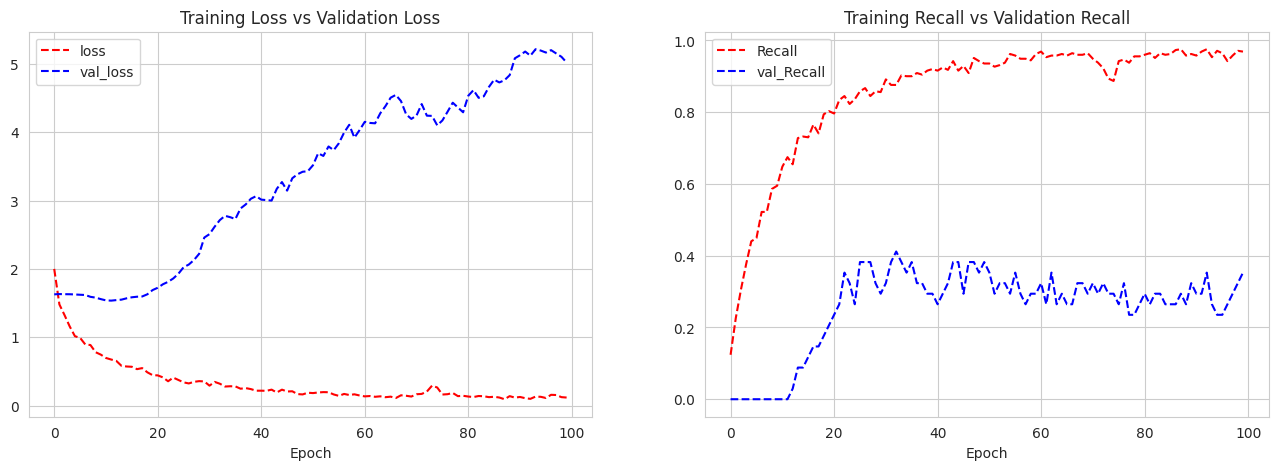 Training Loss vs Validation Loss
loss
val_loss
5
4
3
2
1
0
0 20 40 60 80 100
Epoch
Training Recall vs Validation Recall
Recall
val_Recall
1.0
0.8
0.6
0.4
0.2
0.0
0 20 40 60 80 100
Epoch